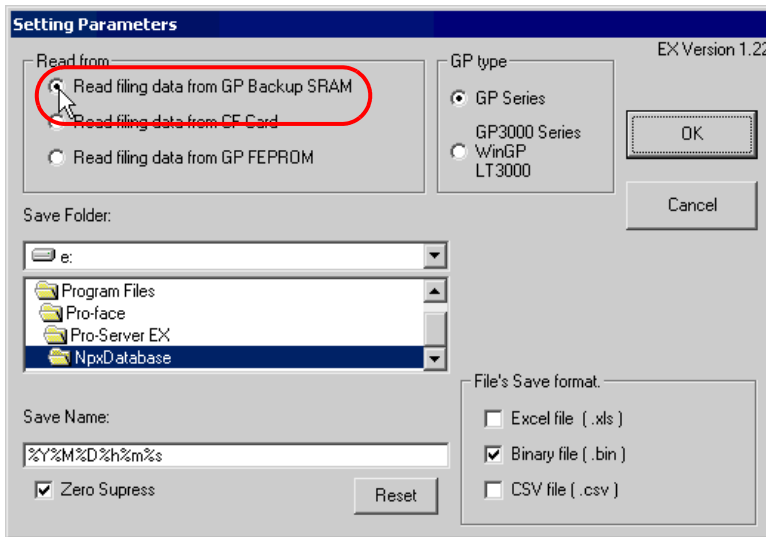 Setting Parameters
EX Version 1.22
Read from
Read filing data from GP Backup SRAM
Read filing data from CF Card
Read filing data from GP FEPROM
GP type
GP Series
GP3000 Series
WinGP
LT3000
OK
Cancel
Save Folder:
e:
Program Files
Pro-face
Pro-Server EX
NpxDatabase
Save Name:
%Y%M%D%h%m%s
Zero Supress
Reset
File's Save format.
Excel file ( .xls )
Binary file ( .bin )
CSV file ( .csv )